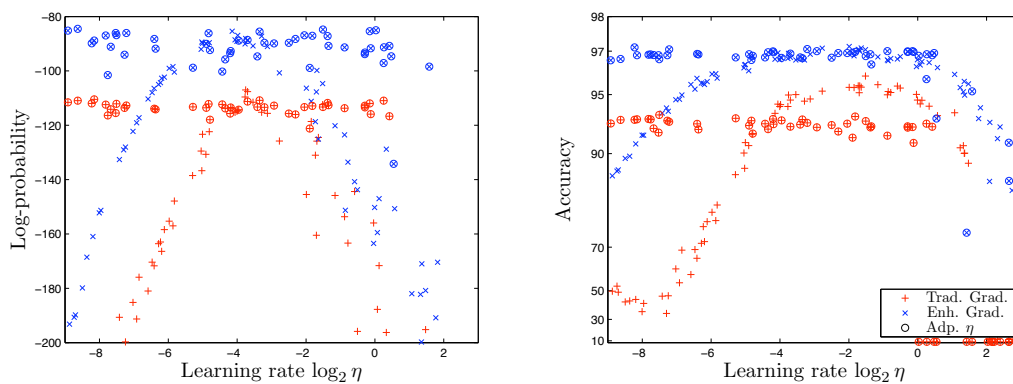 −80
−100
−120
−140
−160
−180
−200
Log-probability
−8 −6 −4 −2 0 2
Learning rate log₂ η
98
97
95
90
70
50
30
10
Accuracy
Trad. Grad.
Enh. Grad.
Adp. η
−8 −6 −4 −2 0 2
Learning rate log₂ η